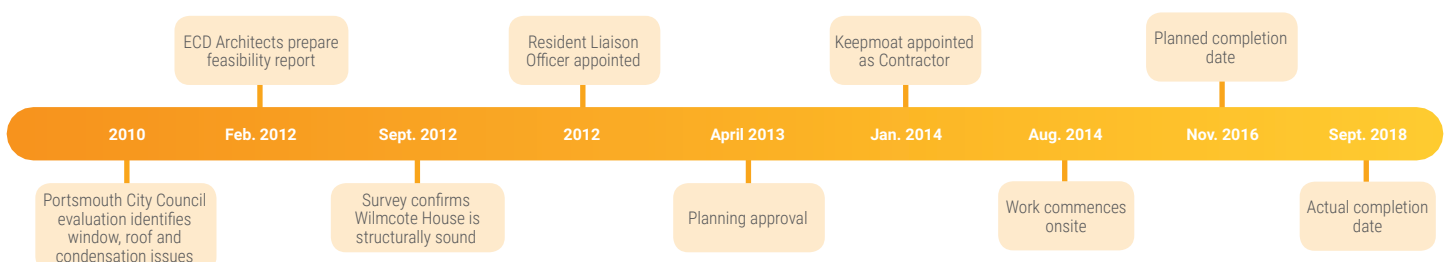 ECD Architects prepare
feasibility report
Resident Liaison
Officer appointed
Keepmoat appointed
as Contractor
Planned completion
date
2010
Feb. 2012
Sept. 2012
2012
April 2013
Jan. 2014
Aug. 2014
Nov. 2016
Sept. 2018
Portsmouth City Council
evaluation identifies
window, roof and
condensation issues
Survey confirms
Wilmcote House is
structurally sound
Planning approval
Work commences
onsite
Actual completion
date